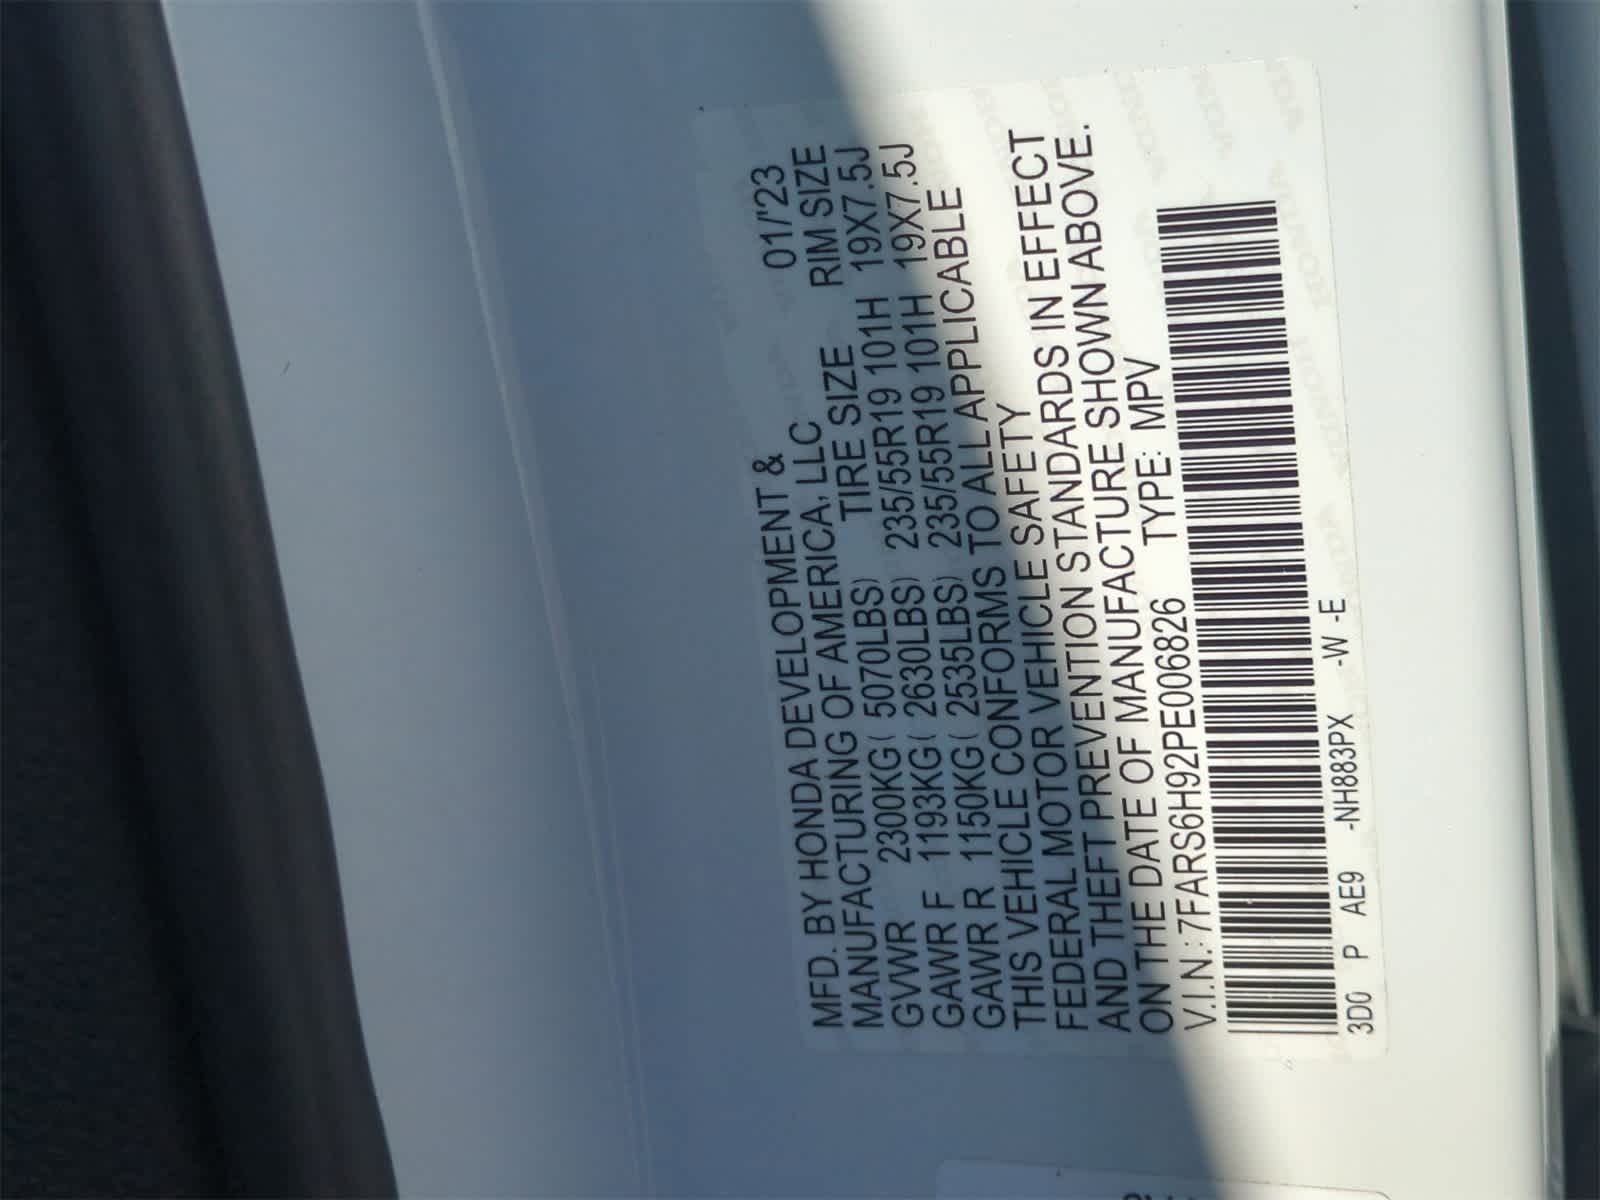 MFD. BY HONDA DEVELOPMENT & 01/'23
MANUFACTURING OF AMERICA, LLC RIM SIZE
TIRE SIZE
GVWR 2300KG( 5070LBS) 235/55R19 101H 19X7.5J
GAWR F 1193KG( 2630LBS) 235/55R19 101H 19X7.5J
GAWR R 1150KG( 2535LBS)
THIS VEHICLE CONFORMS TO ALL APPLICABLE
FEDERAL MOTOR VEHICLE SAFETY
AND THEFT PREVENTION STANDARDS IN EFFECT
ON THE DATE OF MANUFACTURE SHOWN ABOVE.
V.I.N.: 7FARS6H92PE006826 TYPE: MPV
3D0 P AE9 -NH883PX -W -E